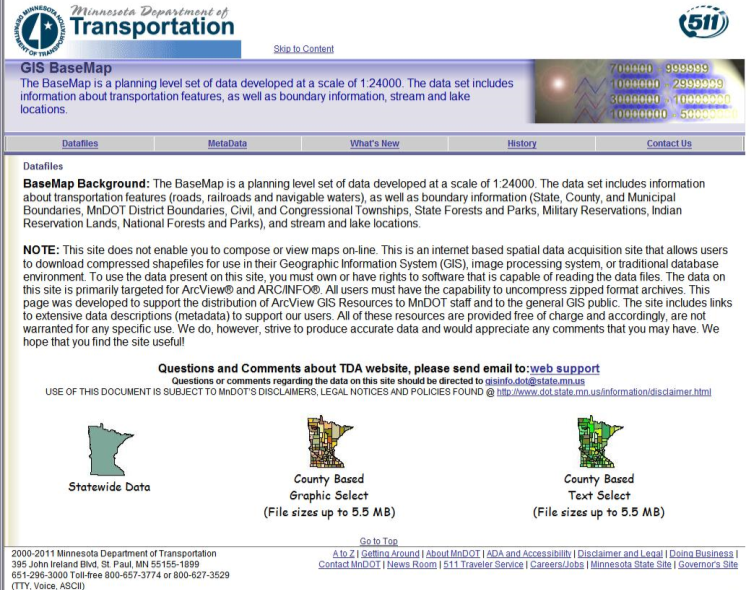 Minnesota Department of
Transportation
MINNESOTA DEPARTMENT OF TRANSPORTATION
511
Skip to Content
GIS BaseMap
The BaseMap is a planning level set of data developed at a scale of 1:24000. The data set includes
information about transportation features, as well as boundary information, stream and lake
locations.
700000 - 999999
1000000 - 2999999
3000000 - 10000000
Datafiles MetaData What's New History Contact Us
Datafiles
BaseMap Background: The BaseMap is a planning level set of data developed at a scale of 1:24000. The data set includes information
about transportation features (roads, railroads and navigable waters), as well as boundary information (State, County, and Municipal
Boundaries, MnDOT District Boundaries, Civil, and Congressional Townships, State Forests and Parks, Military Reservations, Indian
Reservation Lands, National Forests and Parks), and stream and lake locations.
NOTE: This site does not enable you to compose or view maps on-line. This is an internet based spatial data acquisition site that allows users
to download compressed shapefiles for use in their Geographic Information System (GIS), image processing system, or traditional database
environment. To use the data present on this site, you must own or have rights to software that is capable of reading the data files. The data on
this site is primarily targeted for ArcView® and ARC/INFO®. All users must have the capability to uncompress zipped format archives. This
page was developed to support the distribution of ArcView GIS Resources to MnDOT staff and to the general GIS public. The site includes links
to extensive data descriptions (metadata) to support our users. All of these resources are provided free of charge and accordingly, are not
warranted for any specific use. We do, however, strive to produce accurate data and would appreciate any comments that you may have. We
hope that you find the site useful!
Questions and Comments about TDA website, please send email to:web support
Questions or comments regarding the data on this site should be directed to gisinfo.dot@state.mn.us
USE OF THIS DOCUMENT IS SUBJECT TO MnDOT'S DISCLAIMERS, LEGAL NOTICES AND POLICIES FOUND @ http://www.dot.state.mn.us/information/disclaimer.html
Statewide Data
County Based
Graphic Select
(File sizes up to 5.5 MB)
County Based
Text Select
(File sizes up to 5.5 MB)
Go to Top
2000-2011 Minnesota Department of Transportation
395 John Ireland Blvd, St. Paul, MN 55155-1899
651-296-3000 Toll-free 800-657-3774 or 800-627-3529
(TTY, Voice, ASCII)
A to Z | Getting Around | About MnDOT | ADA and Accessibility | Disclaimer and Legal | Doing Business |
Contact MnDOT | News Room | 511 Traveler Service | Careers/Jobs | Minnesota State Site | Governor's Site